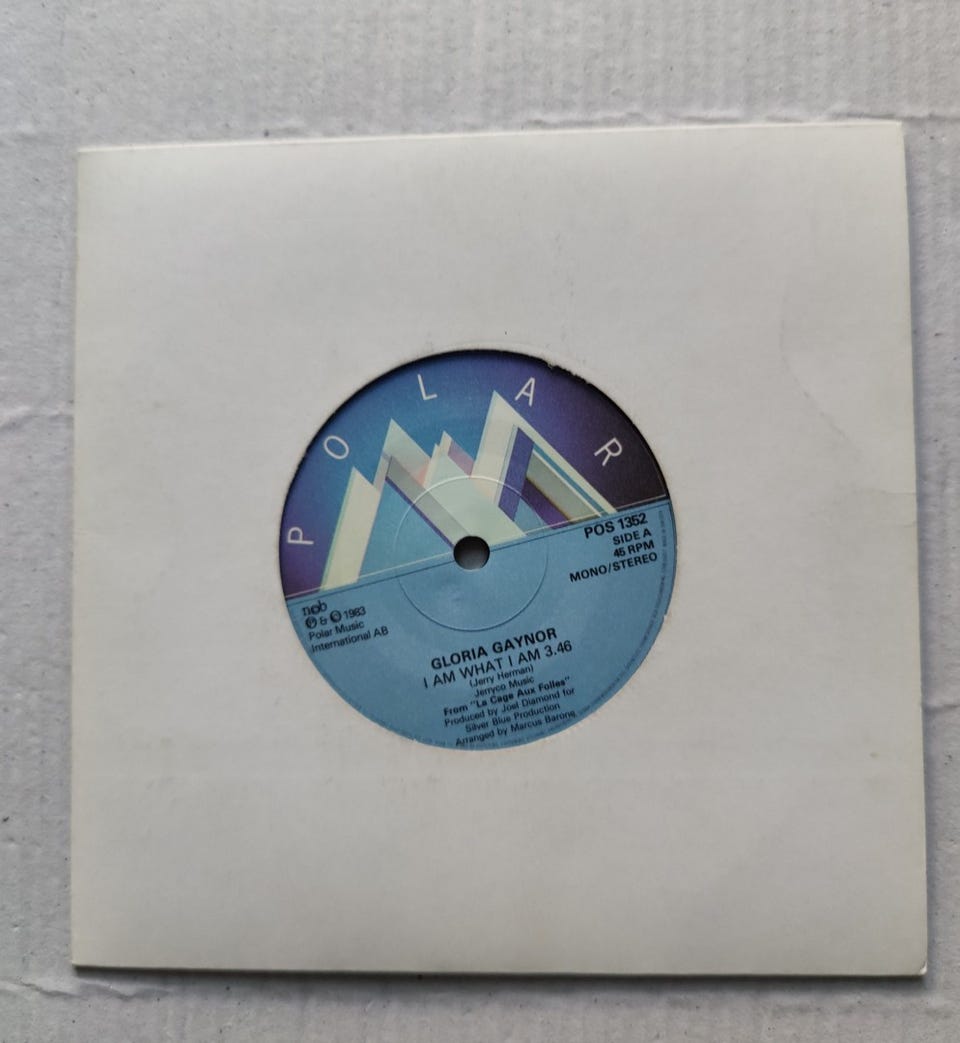 POLAR
POS 1352
SIDE A
45 RPM
MONO/STEREO
ncb
Ⓟ & © 1983
Polar Music
International AB
GLORIA GAYNOR
I AM WHAT I AM 3.46
(Jerry Herman)
Jerryco Music
From "La Cage Aux Folles"
Produced by Joel Diamond for
Silver Blue Production
Arranged by Marcus Barone